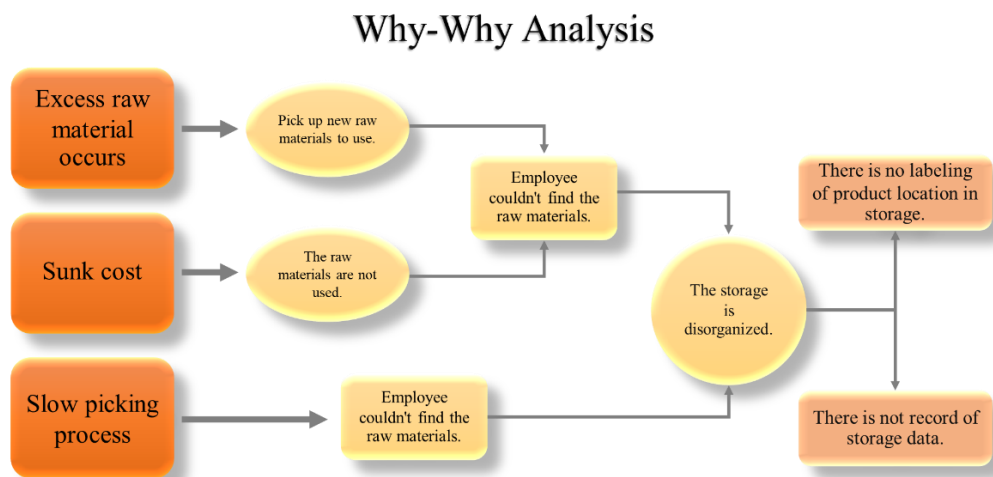 Why-Why Analysis
Excess raw
material
occurs
Pick up new raw
materials to use.
Employee
couldn't find the
raw materials.
There is no labeling
of product location in
storage.
Sunk cost
The raw
materials are not
used.
The storage
is
disorganized.
Slow picking
process
Employee
couldn't find the
raw materials.
There is not record of
storage data.